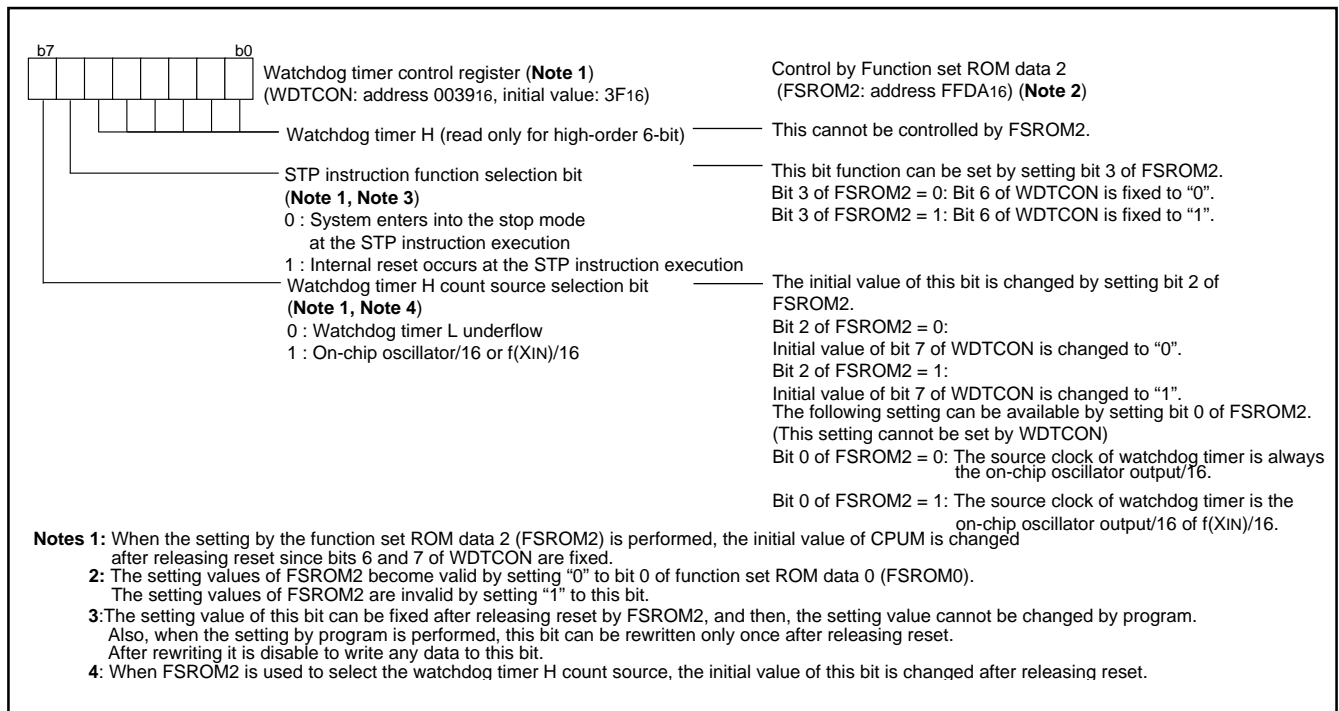 b7 b0
Watchdog timer control register (Note 1)
(WDTCON: address 003916, initial value: 3F16)
Control by Function set ROM data 2
(FSROM2: address FFDA16) (Note 2)
Watchdog timer H (read only for high-order 6-bit)
This cannot be controlled by FSROM2.
STP instruction function selection bit
(Note 1, Note 3)
0 : System enters into the stop mode
at the STP instruction execution
1 : Internal reset occurs at the STP instruction execution
This bit function can be set by setting bit 3 of FSROM2.
Bit 3 of FSROM2 = 0: Bit 6 of WDTCON is fixed to “0”.
Bit 3 of FSROM2 = 1: Bit 6 of WDTCON is fixed to “1”.
Watchdog timer H count source selection bit
(Note 1, Note 4)
0 : Watchdog timer L underflow
1 : On-chip oscillator/16 or f(XIN)/16
The initial value of this bit is changed by setting bit 2 of
FSROM2.
Bit 2 of FSROM2 = 0:
Initial value of bit 7 of WDTCON is changed to “0”.
Bit 2 of FSROM2 = 1:
Initial value of bit 7 of WDTCON is changed to “1”.
The following setting can be available by setting bit 0 of FSROM2.
(This setting cannot be set by WDTCON)
Bit 0 of FSROM2 = 0: The source clock of watchdog timer is always
the on-chip oscillator output/16.
Bit 0 of FSROM2 = 1: The source clock of watchdog timer is the
on-chip oscillator output/16 of f(XIN)/16.
Notes 1: When the setting by the function set ROM data 2 (FSROM2) is performed, the initial value of CPUM is changed
after releasing reset since bits 6 and 7 of WDTCON are fixed.
2: The setting values of FSROM2 become valid by setting “0” to bit 0 of function set ROM data 0 (FSROM0).
The setting values of FSROM2 are invalid by setting “1” to this bit.
3:The setting value of this bit can be fixed after releasing reset by FSROM2, and then, the setting value cannot be changed by program.
Also, when the setting by program is performed, this bit can be rewritten only once after releasing reset.
After rewriting it is disable to write any data to this bit.
4: When FSROM2 is used to select the watchdog timer H count source, the initial value of this bit is changed after releasing reset.